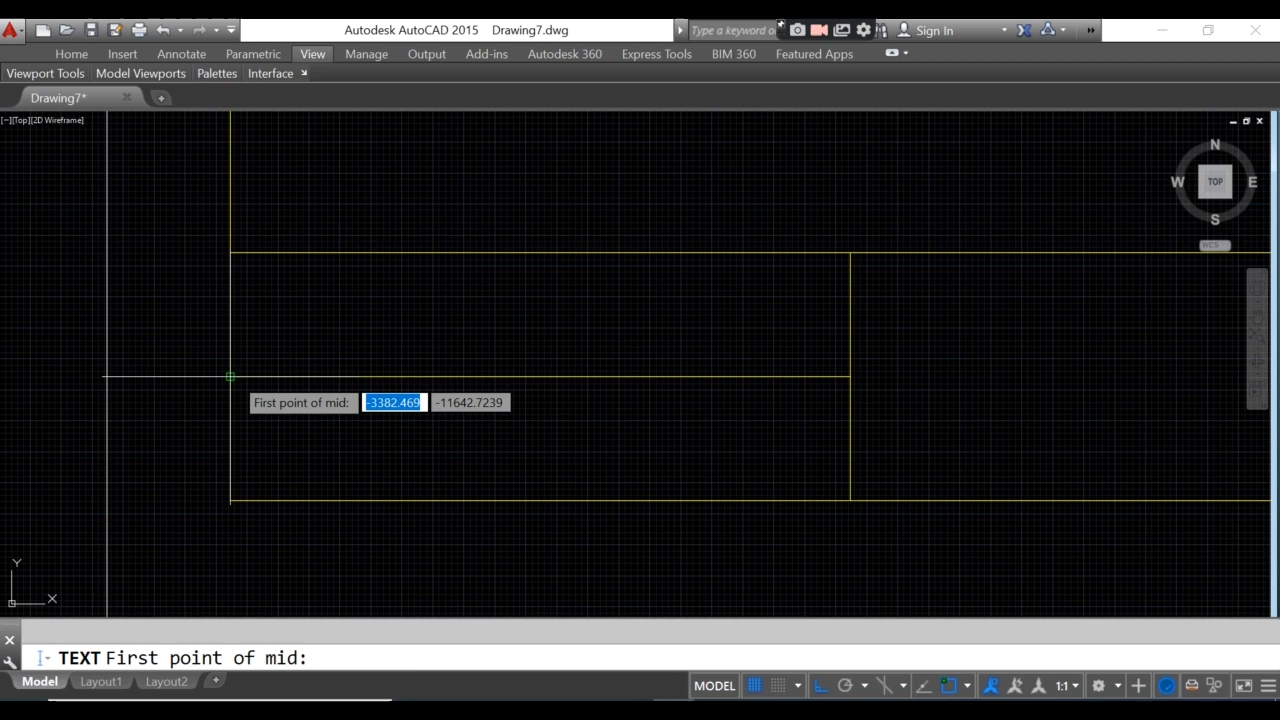 Autodesk AutoCAD 2015 Drawing7.dwg
Type a keyword o
Sign In
Home Insert Annotate Parametric View Manage Output Add-ins Autodesk 360 Express Tools BIM 360 Featured Apps
Viewport Tools Model Viewports Palettes Interface
Drawing7*
[−][Top][2D Wireframe]
N
W TOP E
S
WCS
First point of mid: -3382.469 -11642.7239
Y
X
TEXT First point of mid:
Model Layout1 Layout2
MODEL 1:1